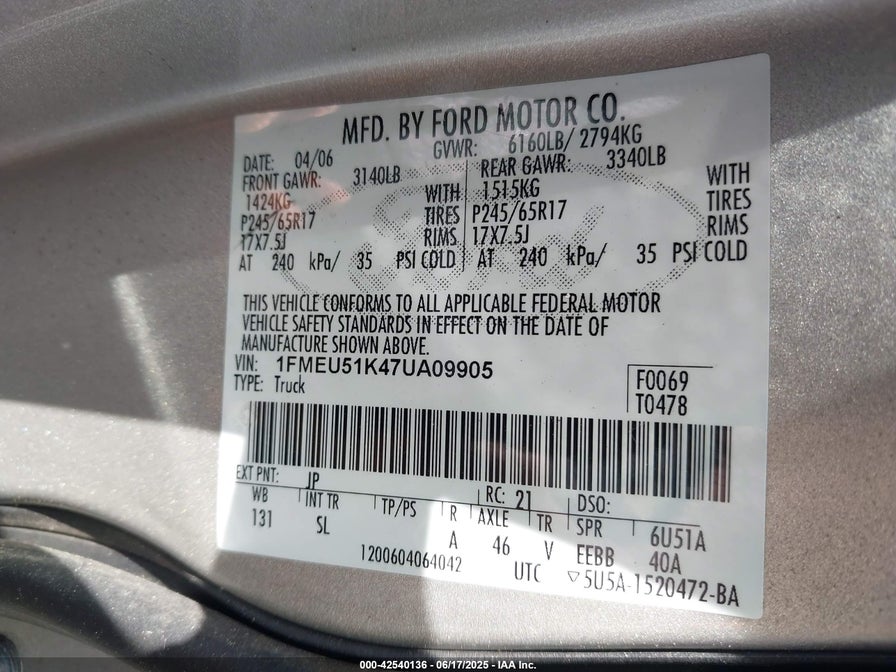 MFD. BY FORD MOTOR CO.
DATE: 04/06 GVWR: 6160LB/ 2794KG
FRONT GAWR: 3140LB REAR GAWR: 3340LB
1424KG WITH 1515KG WITH
P245/65R17 TIRES P245/65R17 TIRES
17X7.5J RIMS 17X7.5J RIMS
AT 240 kPa/ 35 PSI COLD AT 240 kPa/ 35 PSI COLD
THIS VEHICLE CONFORMS TO ALL APPLICABLE FEDERAL MOTOR
VEHICLE SAFETY STANDARDS IN EFFECT ON THE DATE OF
MANUFACTURE SHOWN ABOVE.
VIN: 1FMEU51K47UA09905 F0069
TYPE: Truck T0478
EXT PNT: JP RC: 21 DSO:
WB INT TR TP/PS R AXLE TR SPR 6U51A
131 SL A 46 V EEBB 40A
1200604064042 UTC ▽5U5A-1520472-BA
000-42540136 - 06/17/2025 - IAA Inc.